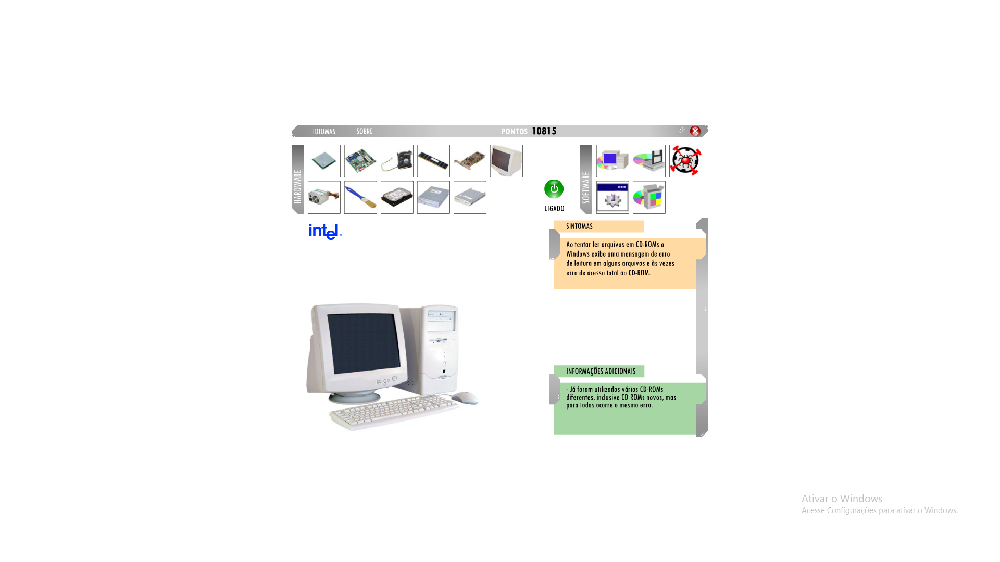 IDIOMAS SOBRE PONTOS 10815
HARDWARE
SOFTWARE
LIGADO
intel
SINTOMAS
Ao tentar ler arquivos em CD-ROMs o
Windows exibe uma mensagem de erro
de leitura em alguns arquivos e às vezes
erro de acesso total ao CD-ROM.
INFORMAÇÕES ADICIONAIS
- Já foram utilizados vários CD-ROMs
diferentes, inclusive CD-ROMs novos, mas
para todos ocorre o mesmo erro.
Ativar o Windows
Acesse Configurações para ativar o Windows.